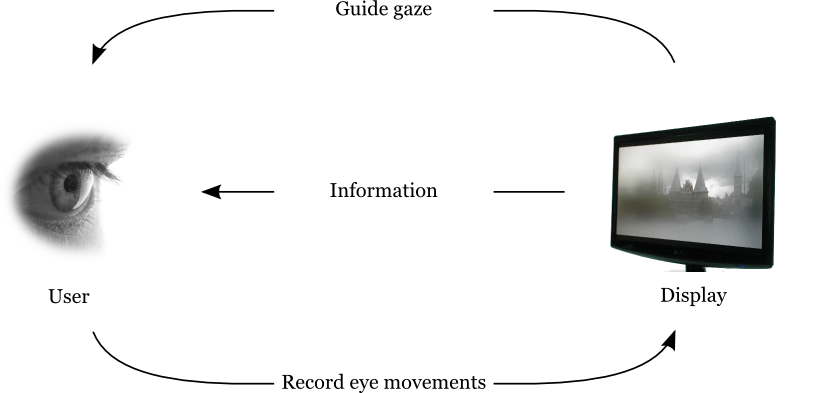 Guide gaze
Information
User
Display
Record eye movements